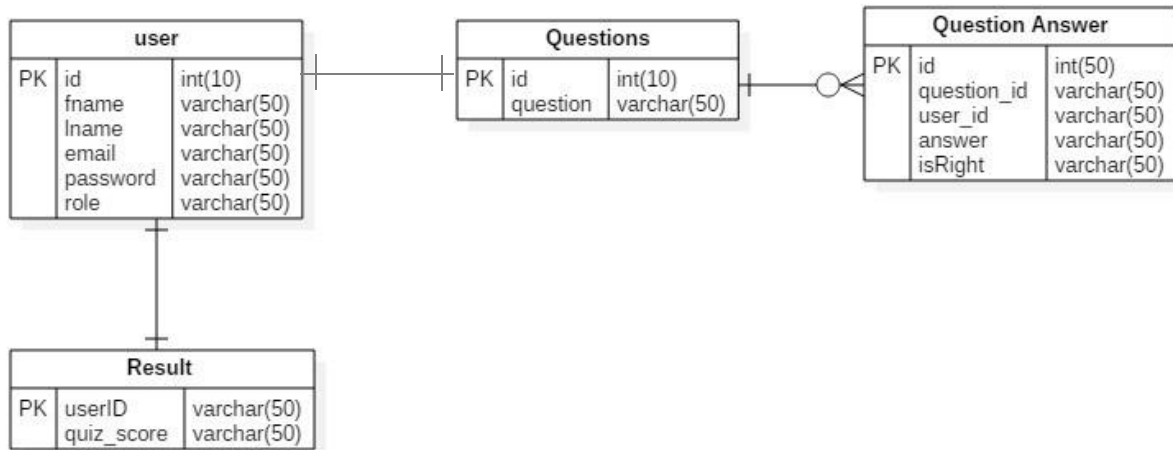 user
PK id int(10)
fname varchar(50)
lname varchar(50)
email varchar(50)
password varchar(50)
role varchar(50)
Questions
PK id int(10)
question varchar(50)
Question Answer
PK id int(50)
question_id varchar(50)
user_id varchar(50)
answer varchar(50)
isRight varchar(50)
Result
PK userID varchar(50)
quiz_score varchar(50)